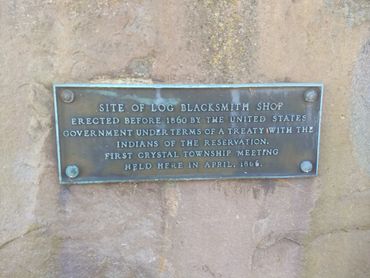 SITE OF LOG BLACKSMITH SHOP
ERECTED BEFORE 1860 BY THE UNITED STATES
GOVERNMENT UNDER TERMS OF A TREATY WITH THE
INDIANS OF THE RESERVATION.
FIRST CRYSTAL TOWNSHIP MEETING
HELD HERE IN APRIL, 1866.